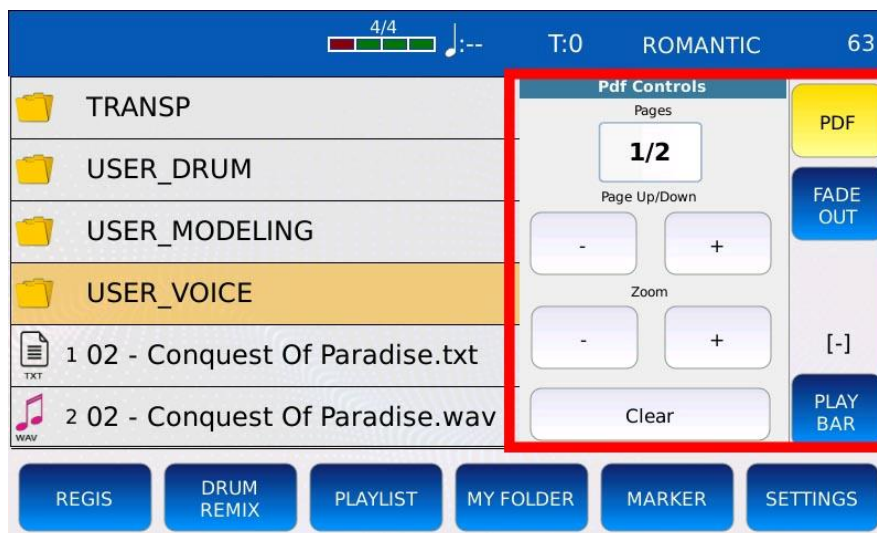 4/4
:-- T:0 ROMANTIC 63
TRANSP
USER_DRUM
USER_MODELING
USER_VOICE
TXT
1 02 - Conquest Of Paradise.txt
WAV
2 02 - Conquest Of Paradise.wav
Pdf Controls
Pages
1/2
Page Up/Down
- +
Zoom
- +
Clear
PDF
FADE
OUT
[-]
PLAY
BAR
REGIS
DRUM
REMIX
PLAYLIST
MY FOLDER
MARKER
SETTINGS